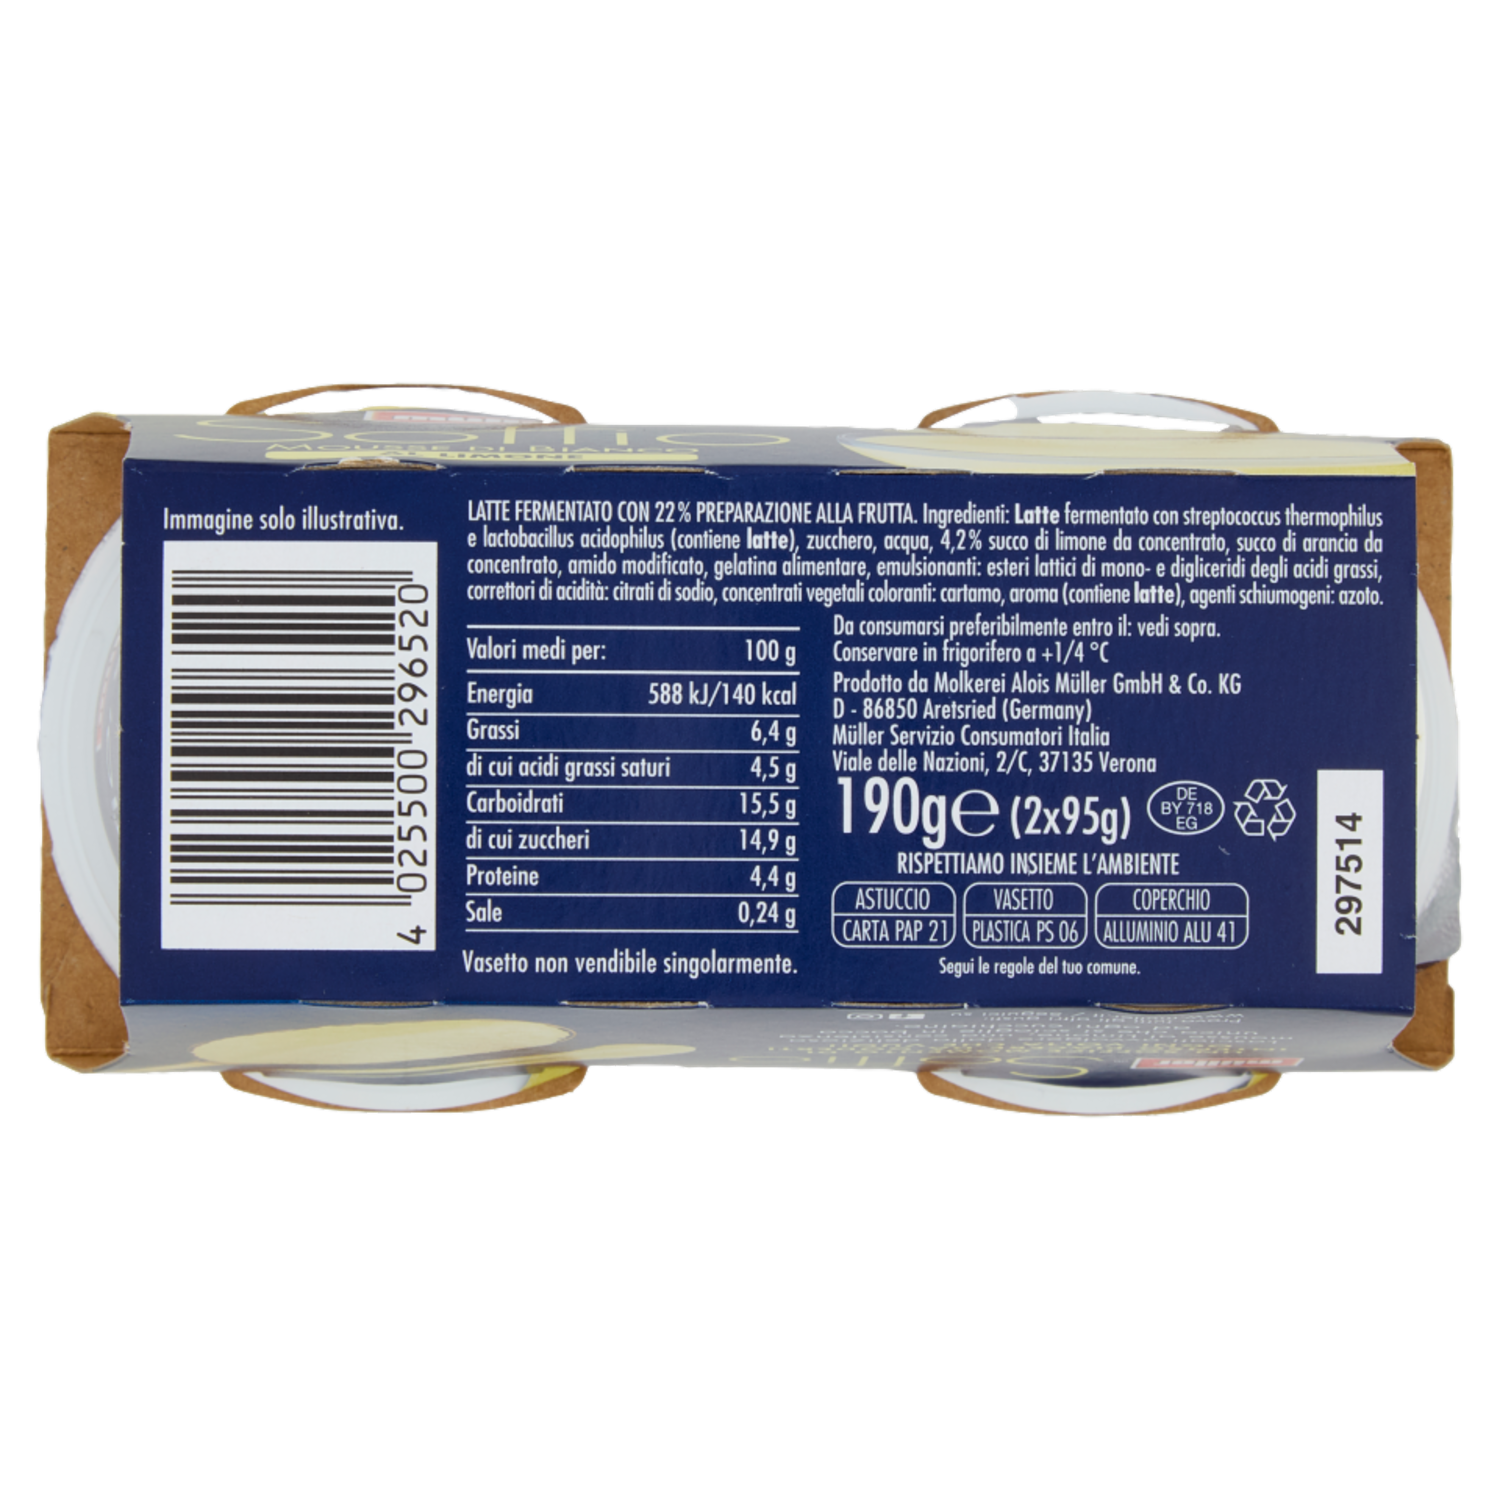 Soffio
MOUSSE DI BIANCO
AL LIMONE
Immagine solo illustrativa.
4 025500 296520
LATTE FERMENTATO CON 22% PREPARAZIONE ALLA FRUTTA. Ingredienti: Latte fermentato con streptococcus thermophilus
e lactobacillus acidophilus (contiene latte), zucchero, acqua, 4,2% succo di limone da concentrato, succo di arancia da
concentrato, amido modificato, gelatina alimentare, emulsionanti: esteri lattici di mono- e digliceridi degli acidi grassi,
correttori di acidità: citrati di sodio, concentrati vegetali coloranti: cartamo, aroma (contiene latte), agenti schiumogeni: azoto.
Valori medi per: 100 g
Energia 588 kJ/140 kcal
Grassi 6,4 g
di cui acidi grassi saturi 4,5 g
Carboidrati 15,5 g
di cui zuccheri 14,9 g
Proteine 4,4 g
Sale 0,24 g
Vasetto non vendibile singolarmente.
Da consumarsi preferibilmente entro il: vedi sopra.
Conservare in frigorifero a +1/4 °C
Prodotto da Molkerei Alois Müller GmbH & Co. KG
D - 86850 Aretsried (Germany)
Müller Servizio Consumatori Italia
Viale delle Nazioni, 2/C, 37135 Verona
190g℮ (2x95g)
DE
BY 718
EG
RISPETTIAMO INSIEME L'AMBIENTE
ASTUCCIO
CARTA PAP 21
VASETTO
PLASTICA PS 06
COPERCHIO
ALLUMINIO ALU 41
Segui le regole del tuo comune.
297514
müller